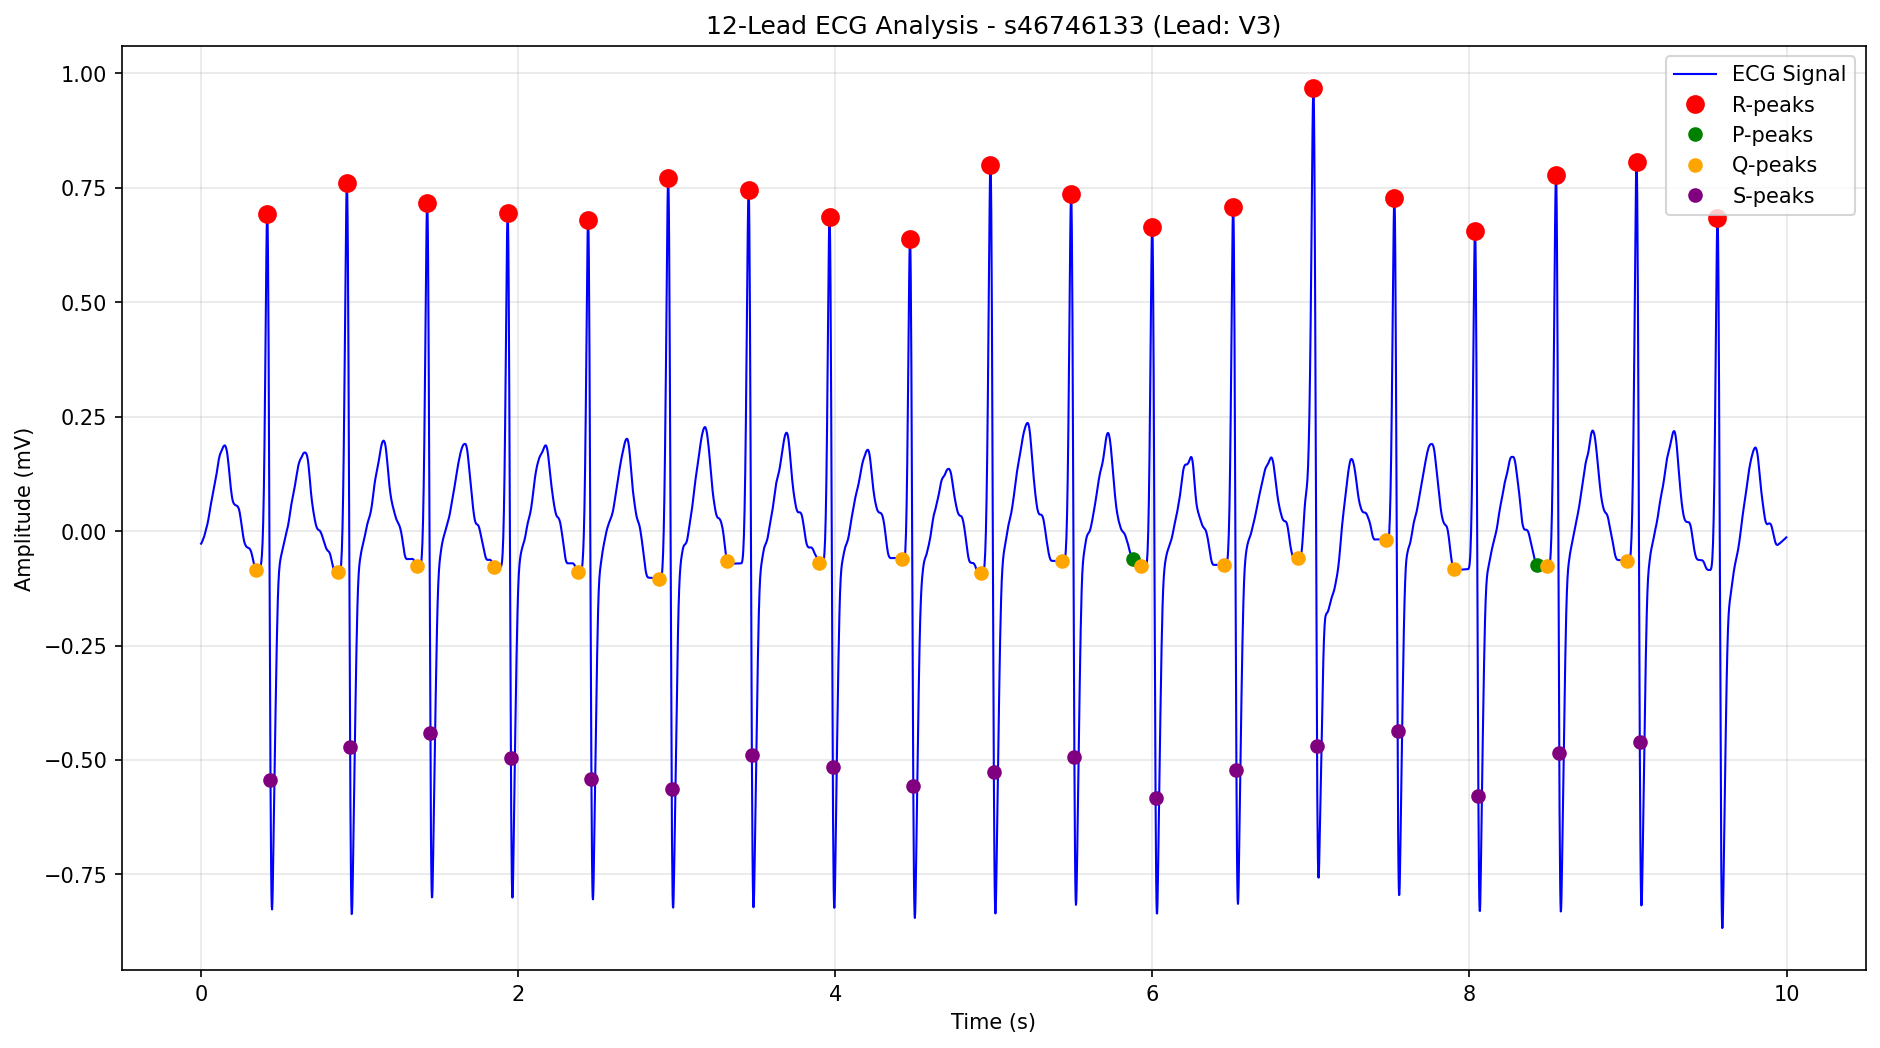 12-Lead ECG Analysis - s46746133 (Lead: V3)
ECG Signal
R-peaks
P-peaks
Q-peaks
S-peaks
Amplitude (mV)
1.00
0.75
0.50
0.25
0.00
−0.25
−0.50
−0.75
0 2 4 6 8 10
Time (s)